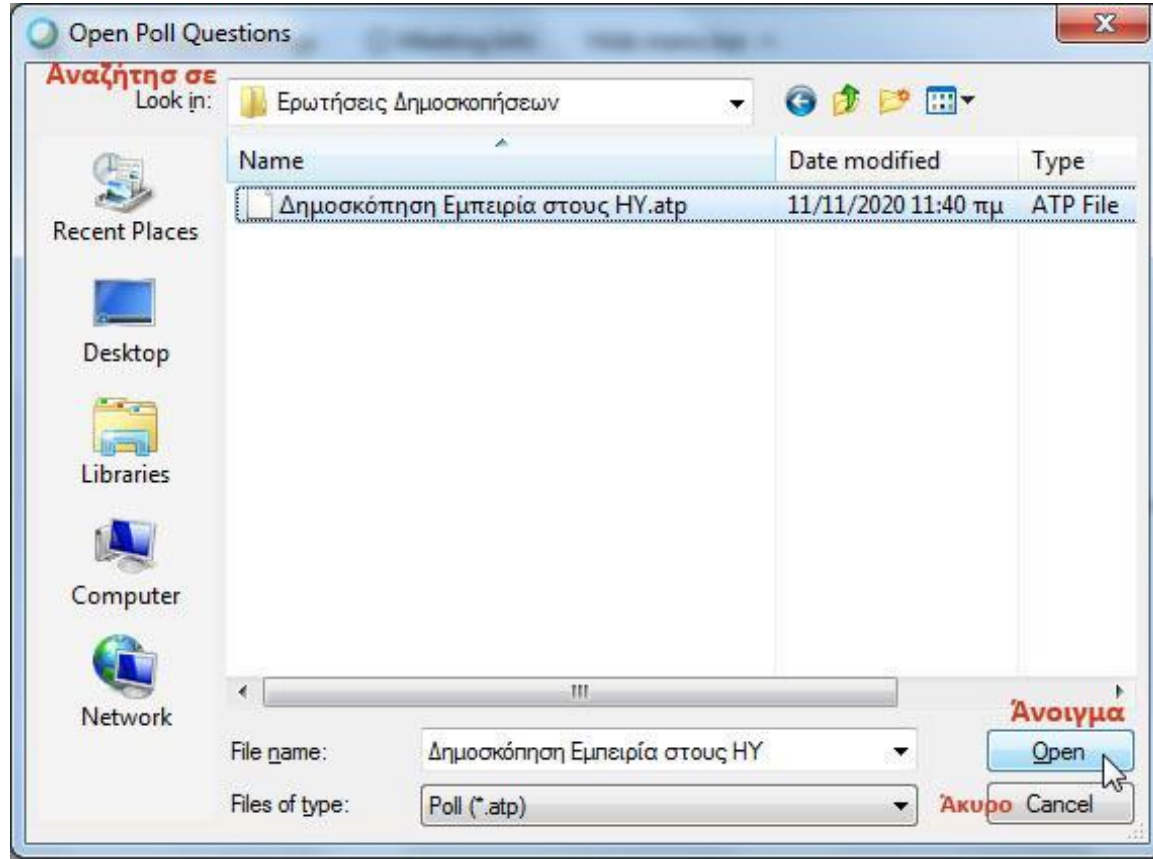 Open Poll Questions
Αναζήτησ σε
Look in:
Ερωτήσεις Δημοσκοπήσεων
Name
Date modified
Type
Δημοσκόπηση Εμπειρία στους ΗΥ.atp
11/11/2020 11:40 πμ
ATP File
Recent Places
Desktop
Libraries
Computer
Network
Άνοιγμα
File name:
Δημοσκόπηση Εμπειρία στους ΗΥ
Open
Files of type:
Poll (*.atp)
Άκυρο
Cancel